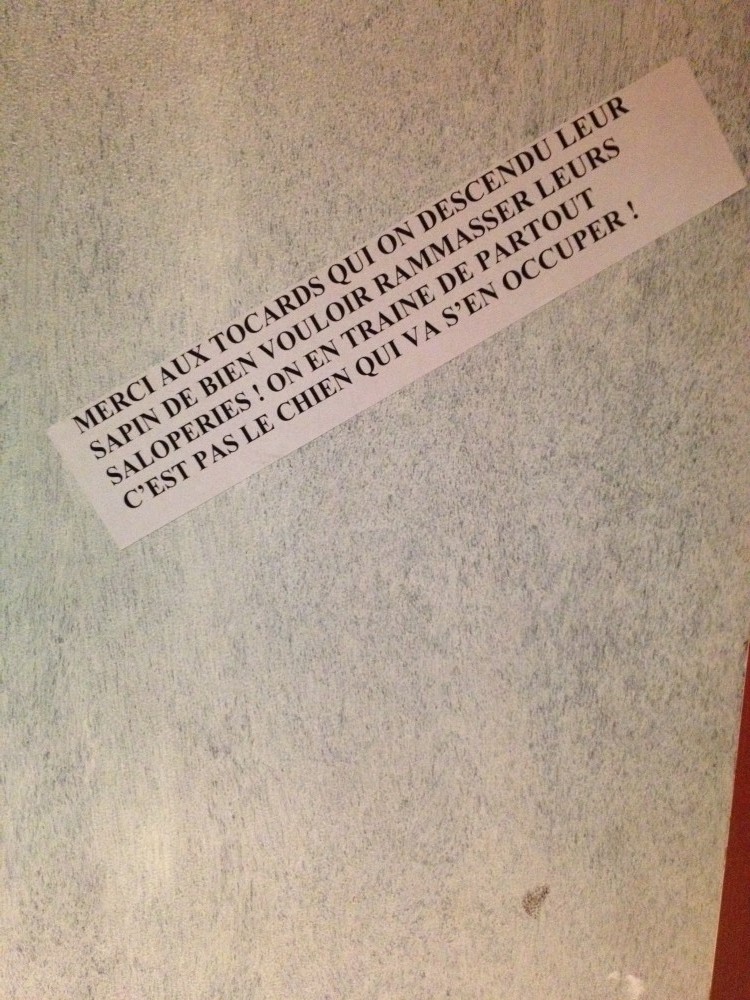 MERCI AUX TOCARDS QUI ON DESCENDU LEUR
SAPIN DE BIEN VOULOIR RAMMASSER LEURS
SALOPERIES ! ON EN TRAINE DE PARTOUT
C'EST PAS LE CHIEN QUI VA S'EN OCCUPER !